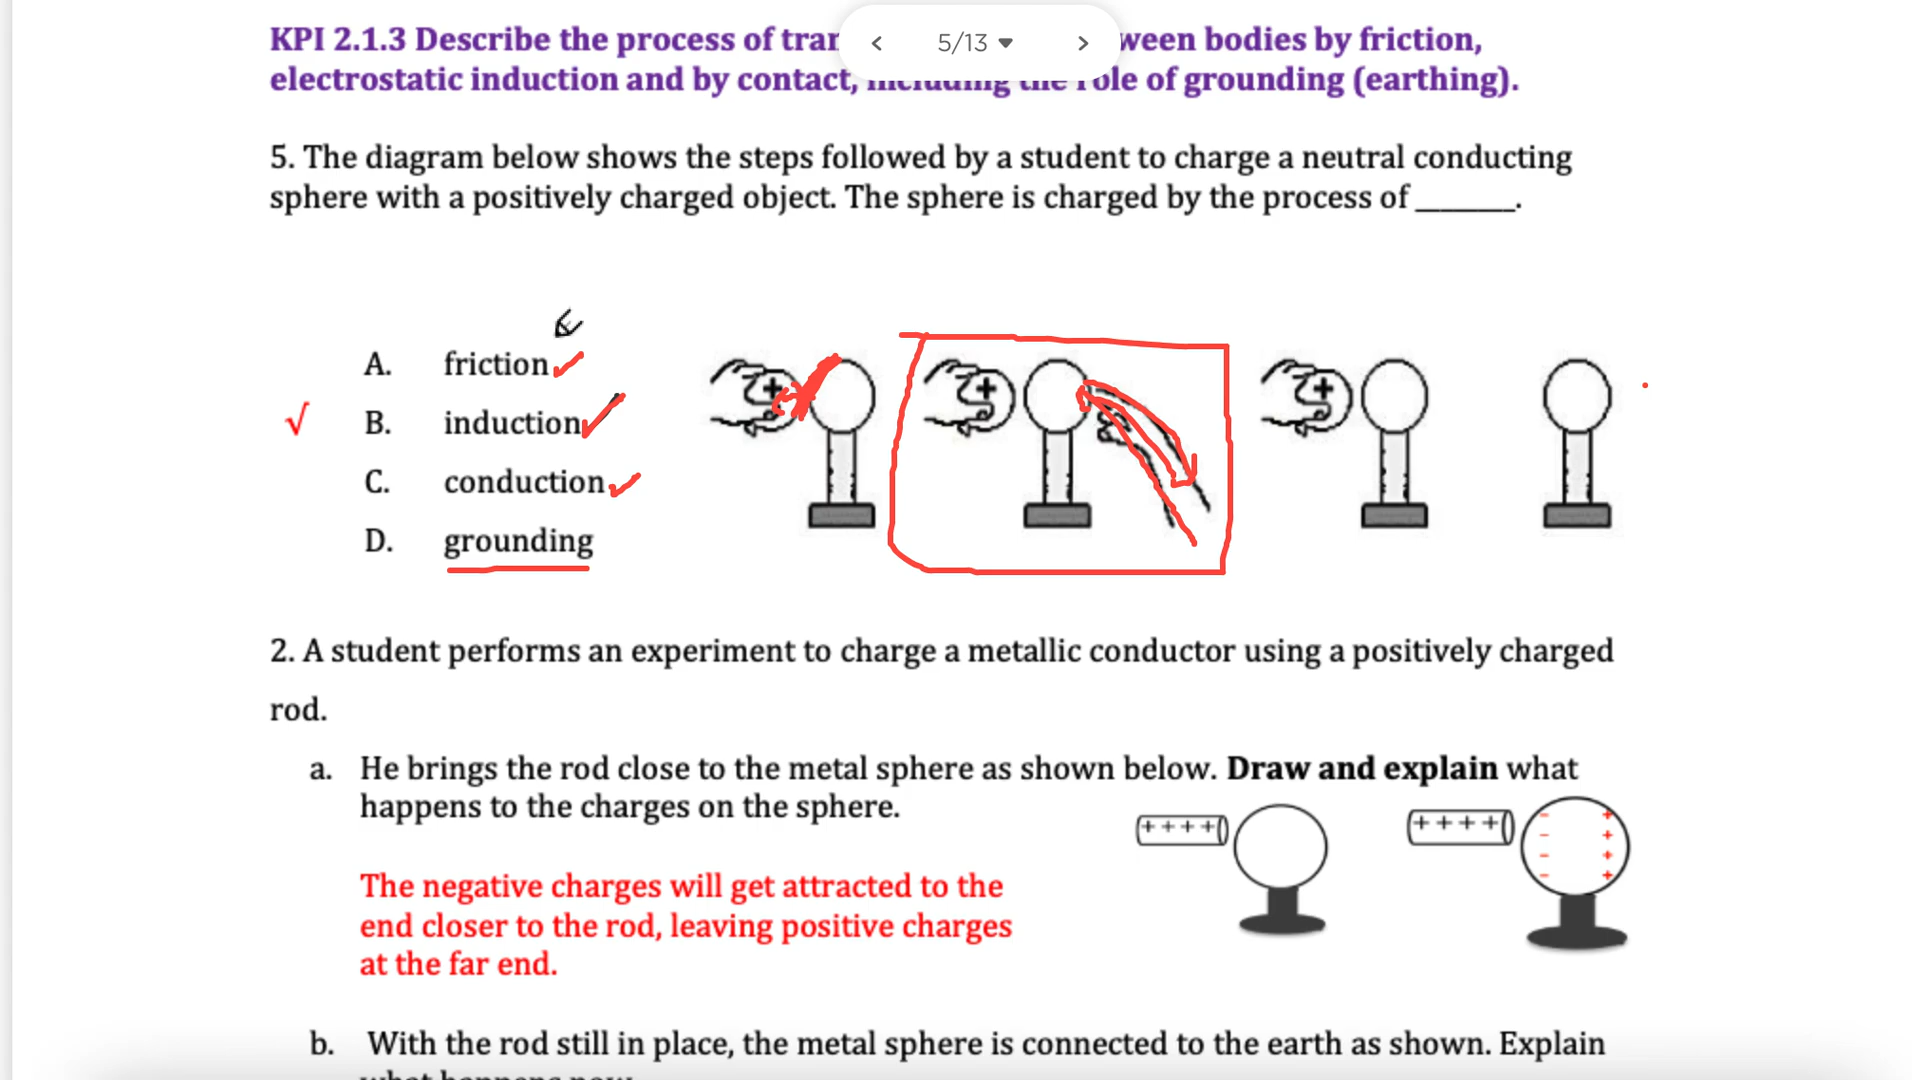 KPI 2.1.3 Describe the process of tran
5/13
ween bodies by friction,
electrostatic induction and by contact, including the role of grounding (earthing).
5. The diagram below shows the steps followed by a student to charge a neutral conducting
sphere with a positively charged object. The sphere is charged by the process of ______.
A. friction
√ B. induction
C. conduction
D. grounding
+
+
+
2. A student performs an experiment to charge a metallic conductor using a positively charged
rod.
a. He brings the rod close to the metal sphere as shown below. Draw and explain what
happens to the charges on the sphere.
+ + + +
+ + + +
- - - -
+ + + +
The negative charges will get attracted to the
end closer to the rod, leaving positive charges
at the far end.
b. With the rod still in place, the metal sphere is connected to the earth as shown. Explain